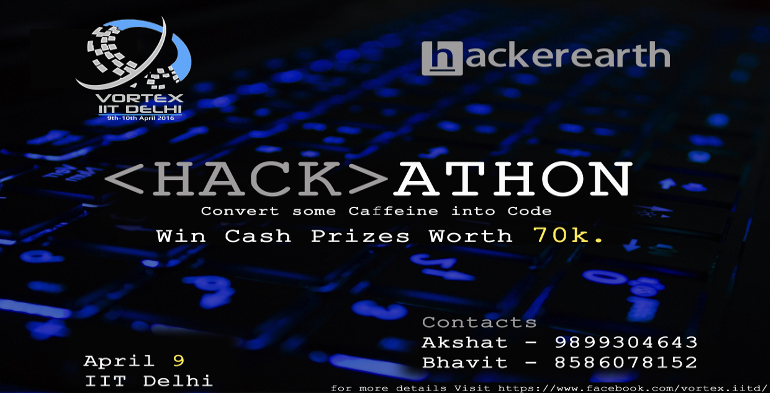 VORTEX
IIT DELHI
9th-10th April 2016
hackerearth
<HACK>ATHON
Convert some Caffeine into Code
Win Cash Prizes Worth 70k.
Contacts
Akshat - 9899304643
Bhavit - 8586078152
April 9
IIT Delhi
for more details Visit https://www.facebook.com/vortex.iitd/